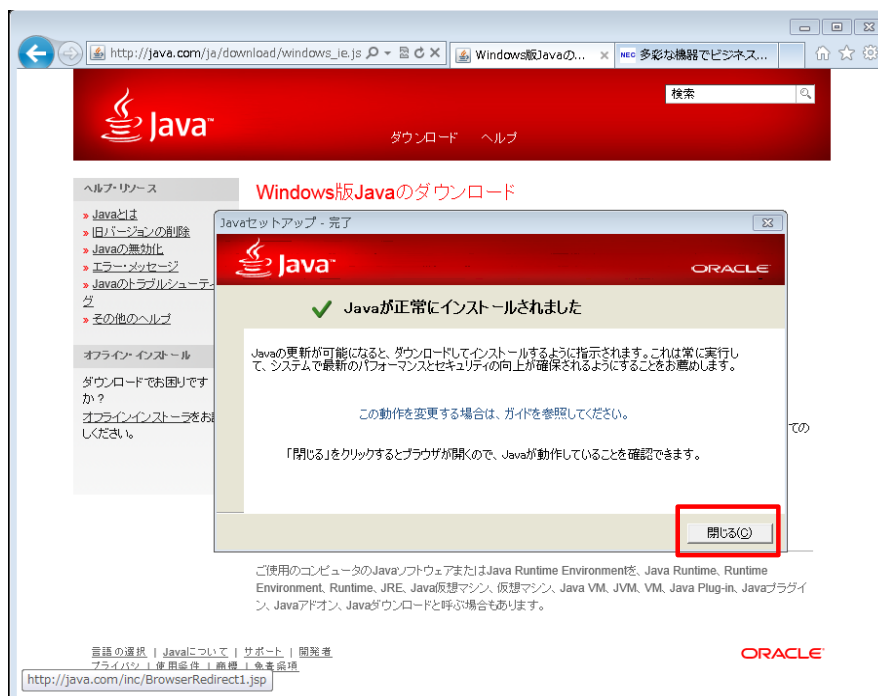 http://java.com/ja/download/windows_ie.js
Windows版Javaの...
NEC 多彩な機器でビジネス...
検索
Java
ダウンロード ヘルプ
ヘルプ・リソース
» Javaとは
» 旧バージョンの削除
» Javaの無効化
» エラー・メッセージ
» Javaのトラブルシューティ
グ
» その他のヘルプ
オフライン・インストール
ダウンロードでお困りです
か？
オフラインインストーラをお
しください。
Windows版Javaのダウンロード
Javaセットアップ - 完了
Java
ORACLE
Javaが正常にインストールされました
Javaの更新が可能になると、ダウンロードしてインストールするように指示されます。これは常に実行し
て、システムで最新のパフォーマンスとセキュリティの向上が確保されるようにすることをお薦めします。
この動作を変更する場合は、ガイドを参照してください。
「閉じる」をクリックするとブラウザが開くので、Javaが動作していることを確認できます。
閉じる(C)
ての
ご使用のコンピュータのJavaソフトウェアまたはJava Runtime Environmentを、Java Runtime、Runtime
Environment、Runtime、JRE、Java仮想マシン、仮想マシン、Java VM、JVM、VM、Java Plug-in、Javaプラグイ
ン、Javaアドオン、Javaダウンロードと呼ぶ場合もあります。
言語の選択 | Javaについて | サポート | 開発者
プライバシ | 使用条件 | 商標 | 免責条項
ORACLE
http://java.com/inc/BrowserRedirect1.jsp